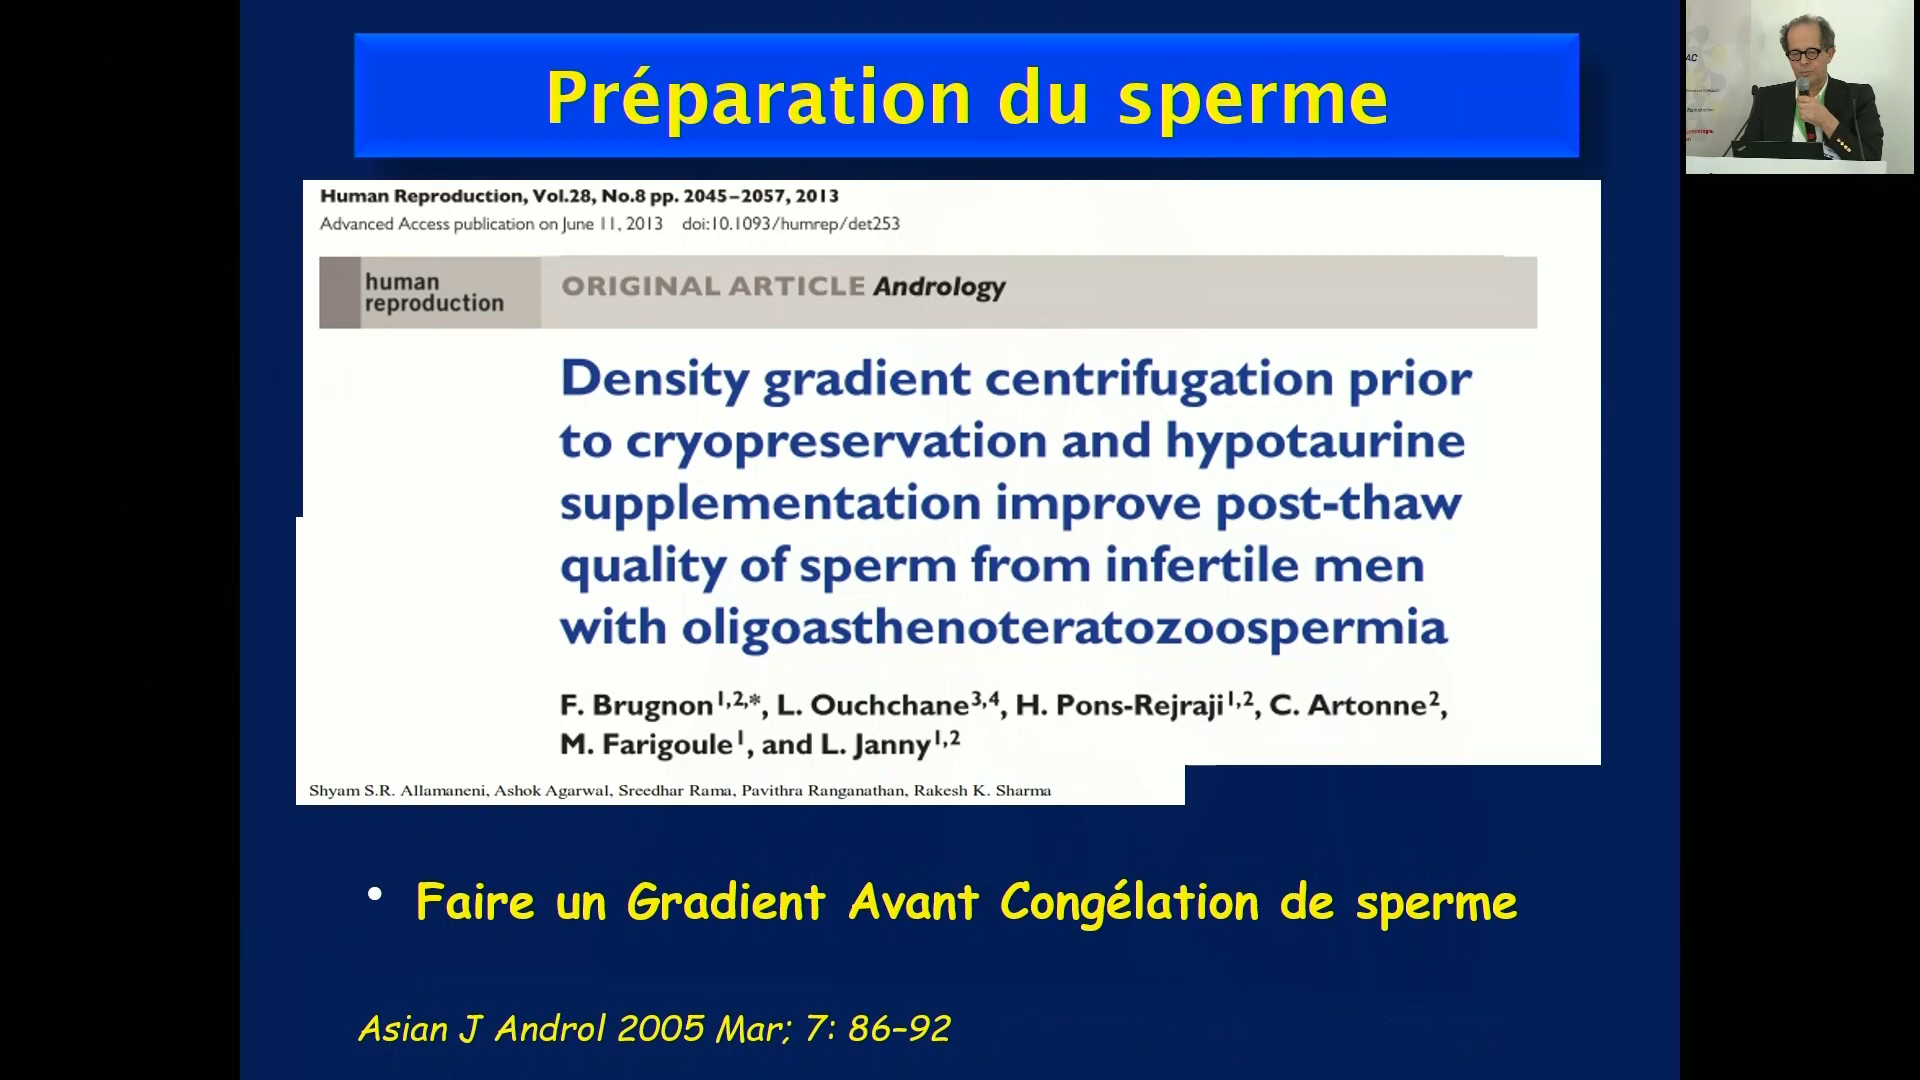 Préparation du sperme
Human Reproduction, Vol.28, No.8 pp. 2045–2057, 2013
Advanced Access publication on June 11, 2013 doi:10.1093/humrep/det253
human
reproduction
ORIGINAL ARTICLE Andrology
Density gradient centrifugation prior
to cryopreservation and hypotaurine
supplementation improve post-thaw
quality of sperm from infertile men
with oligoasthenoteratozoospermia
F. Brugnon1,2,*, L. Ouchchane3,4, H. Pons-Rejraji1,2, C. Artonne2,
M. Farigoule1, and L. Janny1,2
Shyam S.R. Allamaneni, Ashok Agarwal, Sreedhar Rama, Pavithra Ranganathan, Rakesh K. Sharma
• Faire un Gradient Avant Congélation de sperme
Asian J Androl 2005 Mar; 7: 86–92